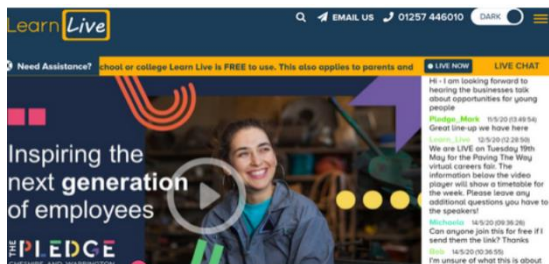 Learn Live
EMAIL US 01257 446010 DARK
Need Assistance? school or college Learn Live is FREE to use. This also applies to parents and
LIVE NOW LIVE CHAT
Inspiring the
next generation
of employees
THE PLEDGE
CHESHIRE AND WARRINGTON
Hi - I am looking forward to
hearing the businesses talk
about opportunities for young
people
Pledge_Mark 11/5/20 (13:49:54)
Great line-up we have here
Learn_Live 12/5/20 (12:28:50)
We are LIVE on Tuesday 19th
May for the Paving The Way
virtual careers fair. The
information below the video
player will show a timetable for
the week. Please leave any
additional questions you have to
the speakers!
Michaela 14/5/20 (09:36:26)
Can anyone join this for free if I
send them the link? Thanks
14/5/20 (10:36:55)
I'm unsure of what this is about